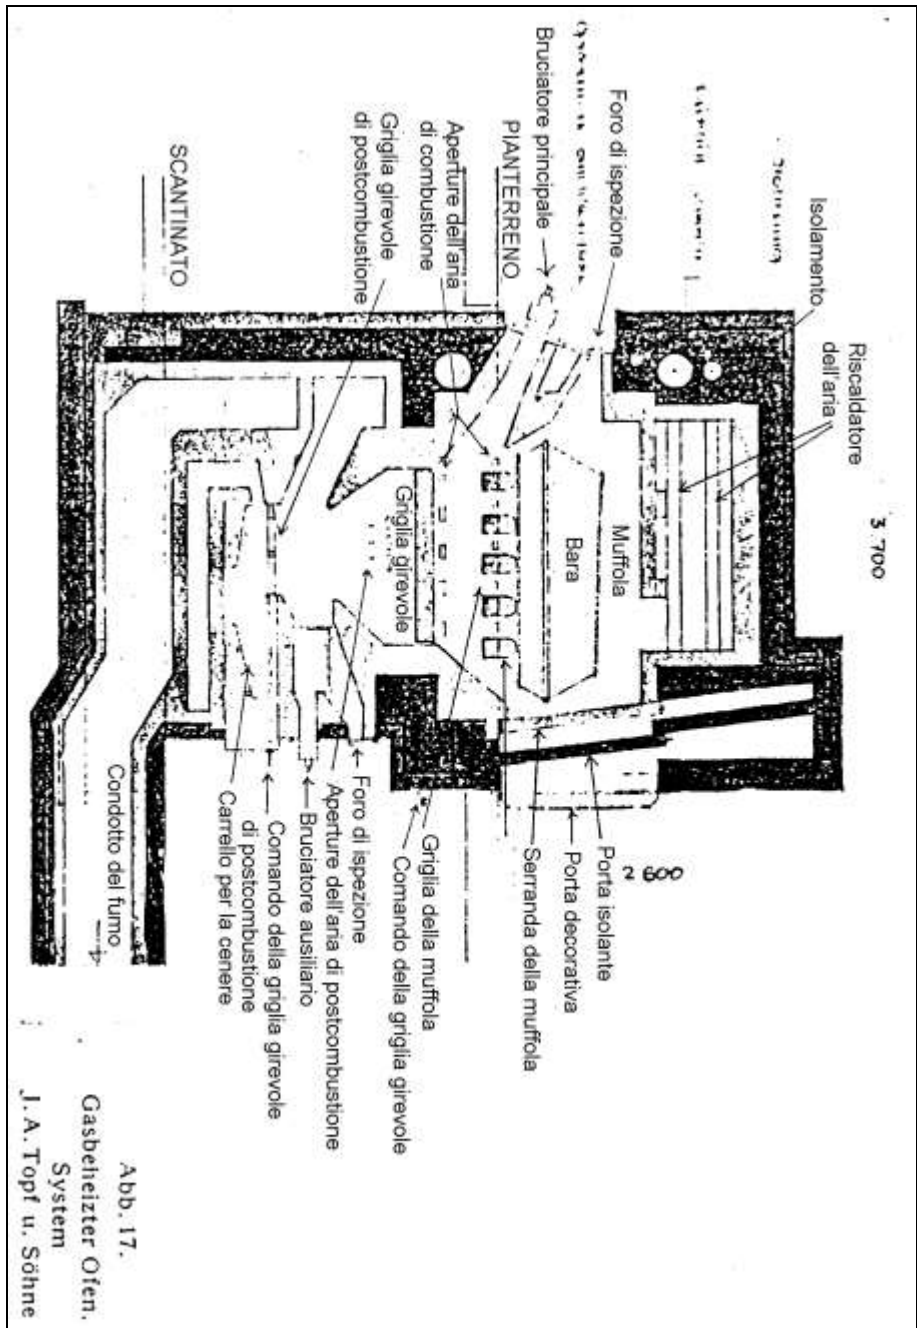 3 700
Riscaldatore
dell'aria
Isolamento
Foro di ispezione
Bruciatore principale
PIANTERRENO
Aperture dell'aria
di combustione
Griglia girevole
di postcombustione
SCANTINATO
Muffola
Bara
Griglia girevole
2 600
Porta isolante
Porta decorativa
Serranda della muffola
Griglia della muffola
Comando della griglia girevole
Foro di ispezione
Aperture dell'aria di postcombustione
Bruciatore ausiliario
Comando della griglia girevole
di postcombustione
Carrello per la cenere
Condotto del fumo
Abb. 17.
Gasbeheizter Ofen.
System
J. A. Topf u. Söhne